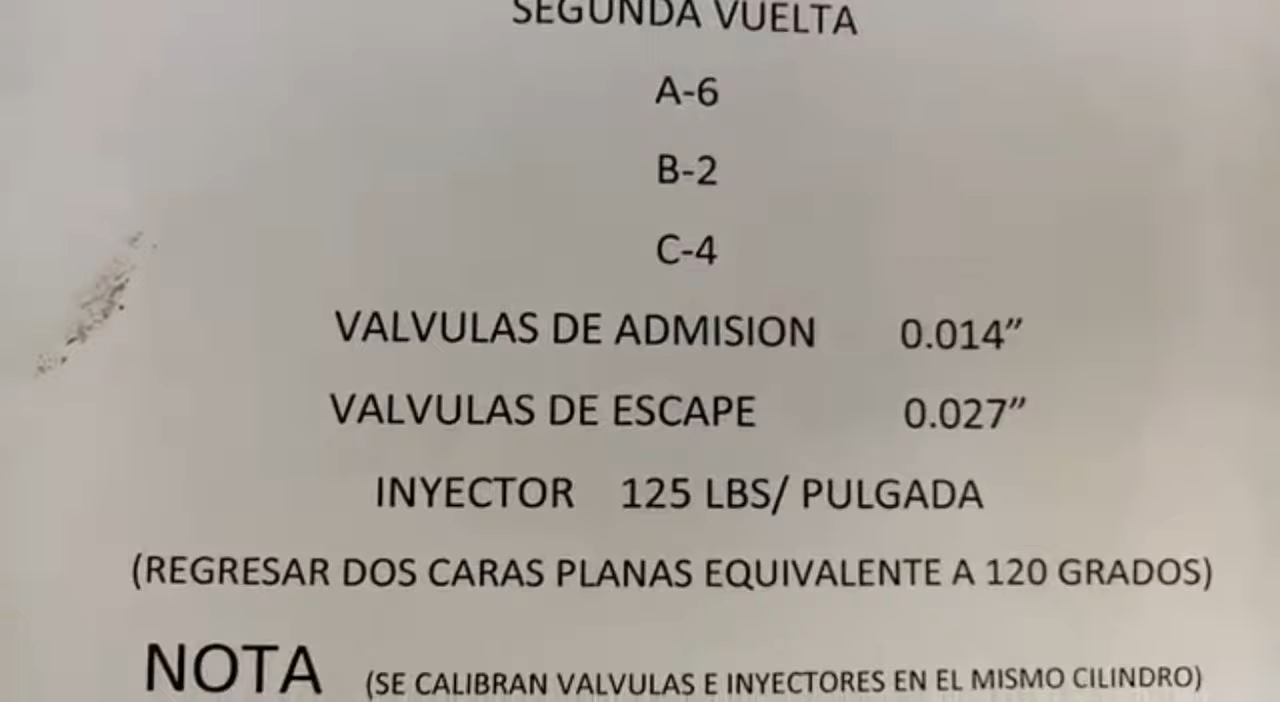 SEGUNDA VUELTA
A-6
B-2
C-4
VALVULAS DE ADMISION 0.014”
VALVULAS DE ESCAPE 0.027”
INYECTOR 125 LBS/ PULGADA
(REGRESAR DOS CARAS PLANAS EQUIVALENTE A 120 GRADOS)
NOTA (SE CALIBRAN VALVULAS E INYECTORES EN EL MISMO CILINDRO)